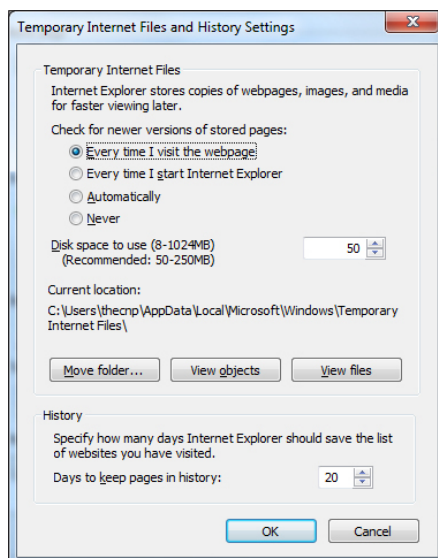 Temporary Internet Files and History Settings
Temporary Internet Files
Internet Explorer stores copies of webpages, images, and media
for faster viewing later.
Check for newer versions of stored pages:
Every time I visit the webpage
Every time I start Internet Explorer
Automatically
Never
Disk space to use (8-1024MB) 50
(Recommended: 50-250MB)
Current location:
C:\Users\thecnp\AppData\Local\Microsoft\Windows\Temporary
Internet Files\
Move folder... View objects View files
History
Specify how many days Internet Explorer should save the list
of websites you have visited.
Days to keep pages in history: 20
OK Cancel